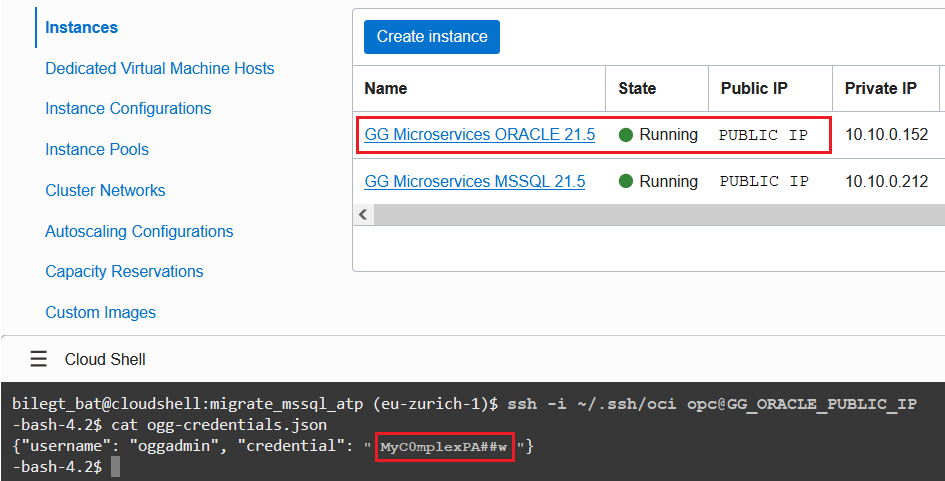 Instances
Dedicated Virtual Machine Hosts
Instance Configurations
Instance Pools
Cluster Networks
Autoscaling Configurations
Capacity Reservations
Custom Images
Create instance
Name State Public IP Private IP
GG Microservices ORACLE 21.5 Running PUBLIC IP 10.10.0.152
GG Microservices MSSQL 21.5 Running PUBLIC IP 10.10.0.212
Cloud Shell
bilegt_bat@cloudshell:migrate_mssql_atp (eu-zurich-1)$ ssh -i ~/.ssh/oci opc@GG_ORACLE_PUBLIC_IP
-bash-4.2$ cat ogg-credentials.json
{"username": "oggadmin", "credential": " MyC0mplexPA##w "}
-bash-4.2$